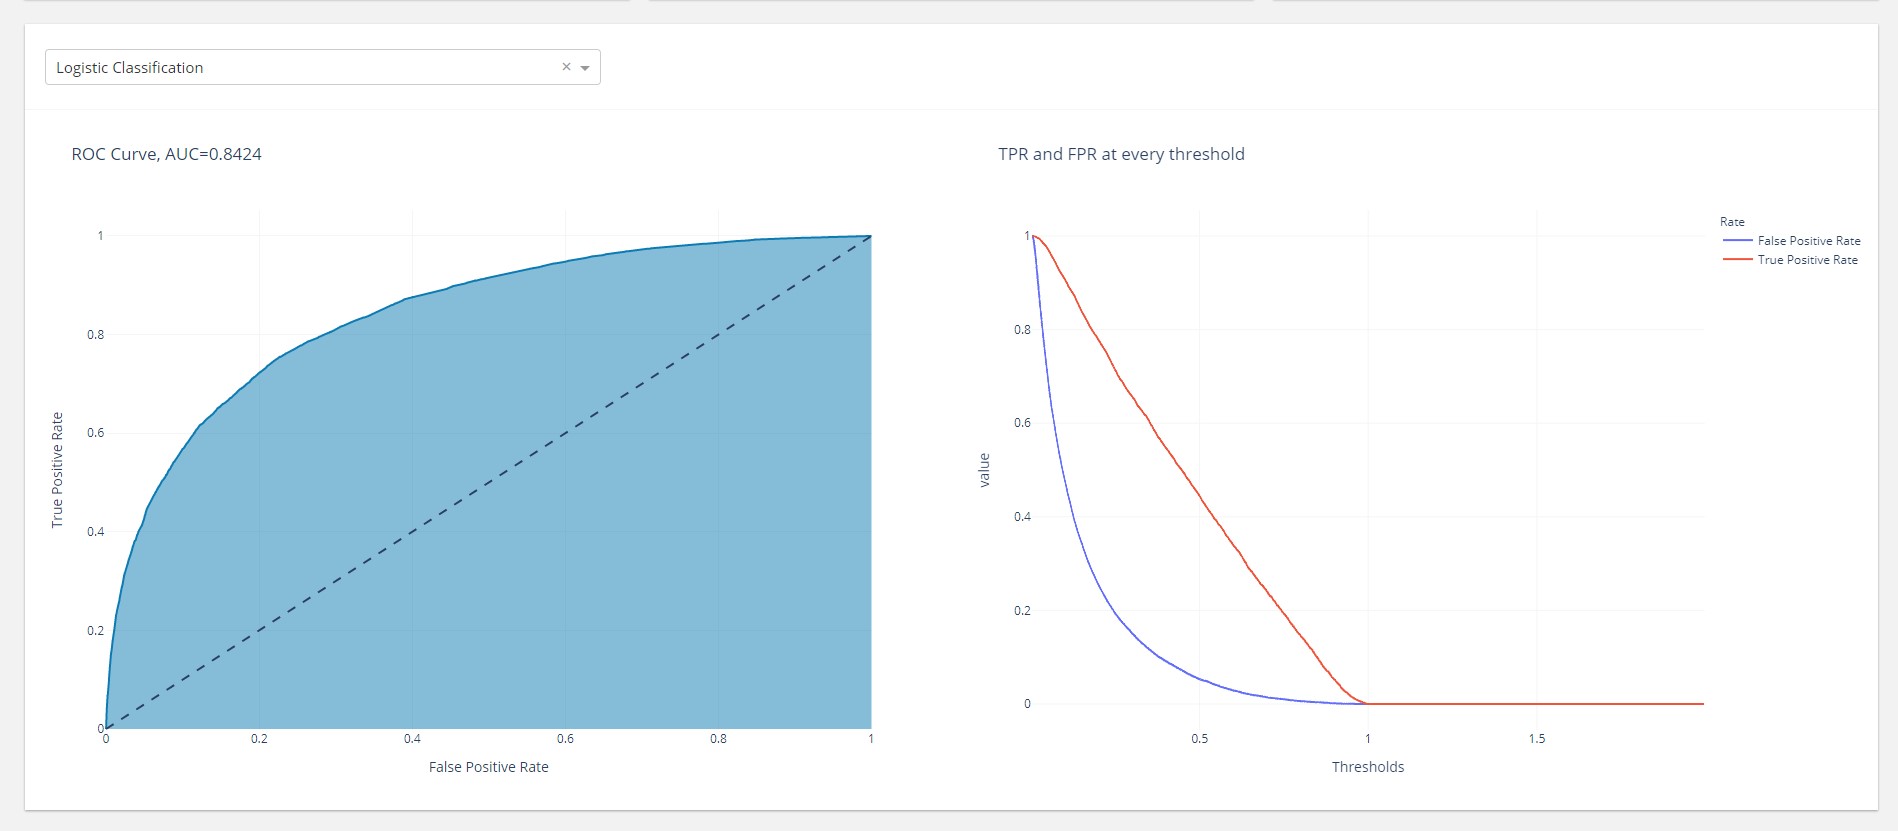 Logistic Classification
ROC Curve, AUC=0.8424
1
0.8
0.6
0.4
0.2
0
0 0.2 0.4 0.6 0.8 1
True Positive Rate
False Positive Rate
TPR and FPR at every threshold
1
0.8
0.6
0.4
0.2
0
0.5 1 1.5
value
Thresholds
Rate
False Positive Rate
True Positive Rate